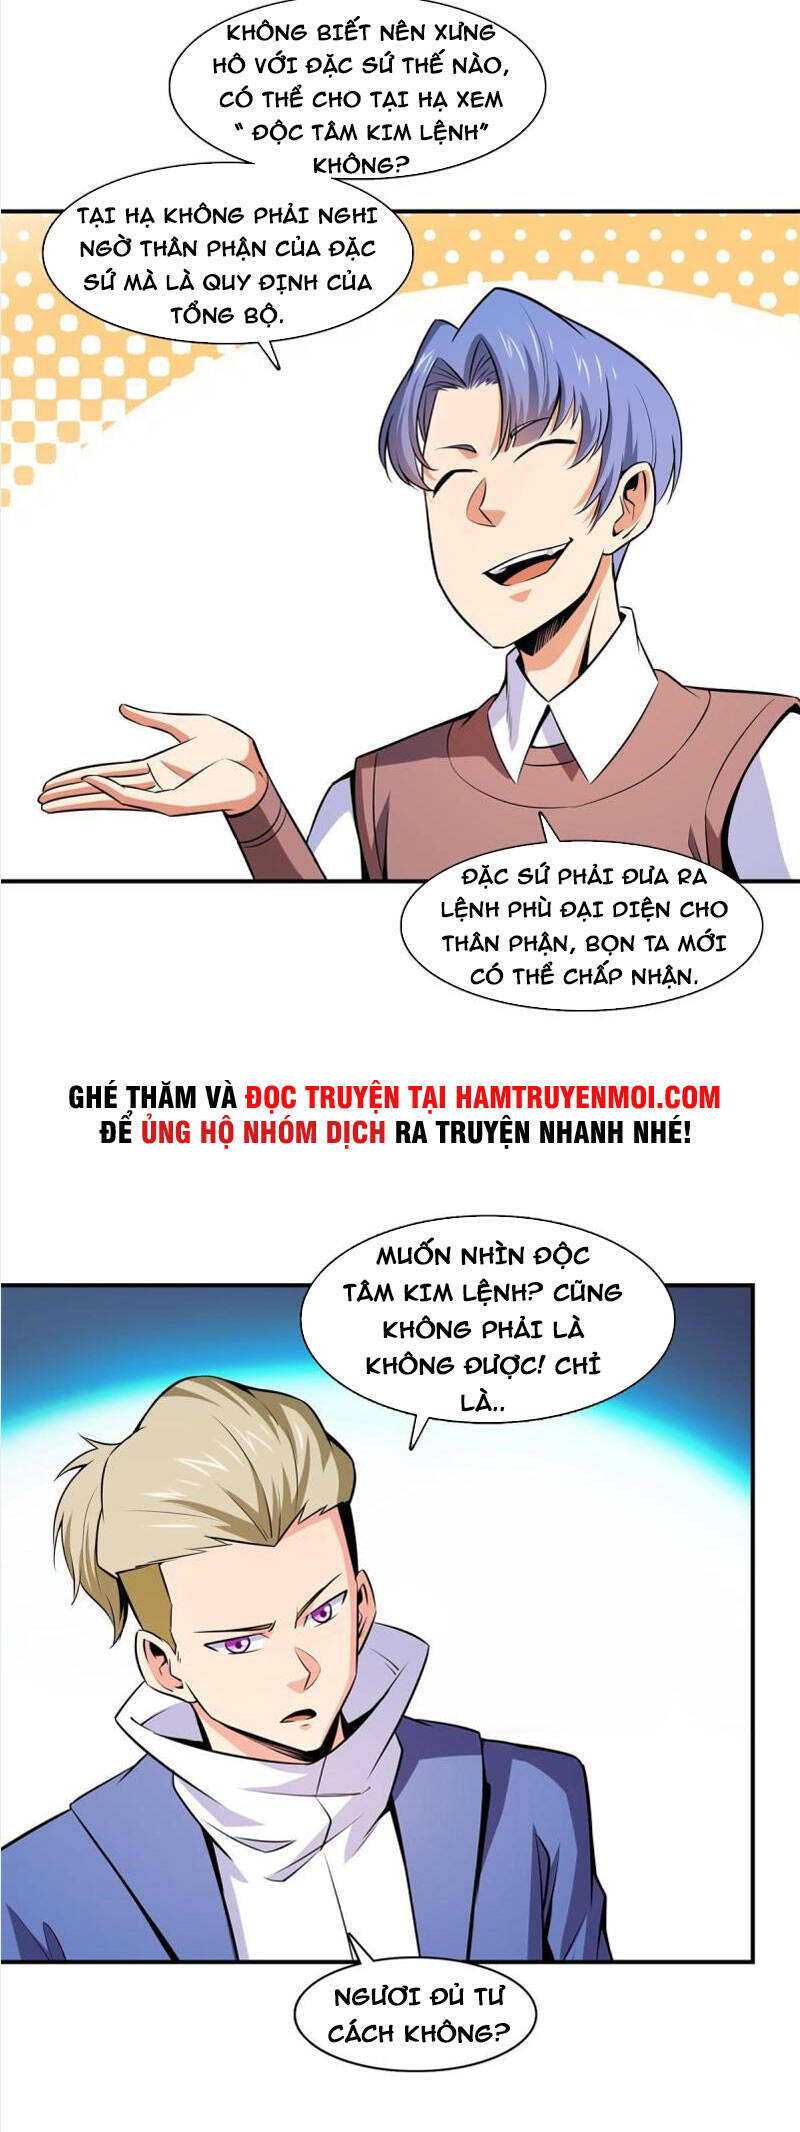 KHÔNG BIẾT NÊN XƯNG
HÔ VỚI ĐẶC SỨ THẾ NÀO,
CÓ THỂ CHO TẠI HẠ XEM
“ ĐỘC TÂM KIM LỆNH”
KHÔNG?
TẠI HẠ KHÔNG PHẢI NGHI
NGỜ THÂN PHẬN CỦA ĐẶC
SỨ MÀ LÀ QUY ĐỊNH CỦA
TỔNG BỘ.
ĐẶC SỨ PHẢI ĐƯA RA
LỆNH PHÙ ĐẠI DIỆN CHO
THÂN PHẬN, BỌN TA MỚI
CÓ THỂ CHẤP NHẬN.
GHÉ THĂM VÀ ĐỌC TRUYỆN TẠI HAMTRUYENMOI.COM
ĐỂ ỦNG HỘ NHÓM DỊCH RA TRUYỆN NHANH NHÉ!
MUỐN NHÌN ĐỘC
TÂM KIM LỆNH? CŨNG
KHÔNG PHẢI LÀ
KHÔNG ĐƯỢC! CHỈ
LÀ..
NGƯƠI ĐỦ TƯ
CÁCH KHÔNG?